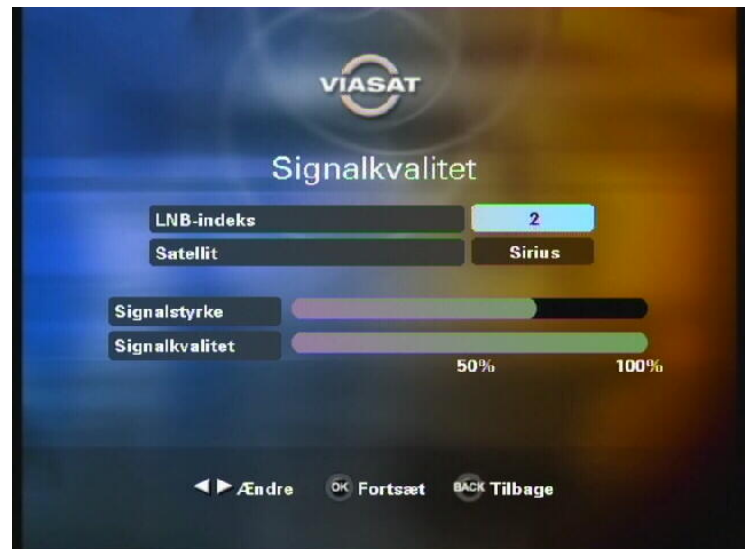 VIASAT
Signalkvalitet
LNB-indeks 2
Satellit Sirius
Signalstyrke
Signalkvalitet
50% 100%
Ændre OK Fortsæt BACK Tilbage